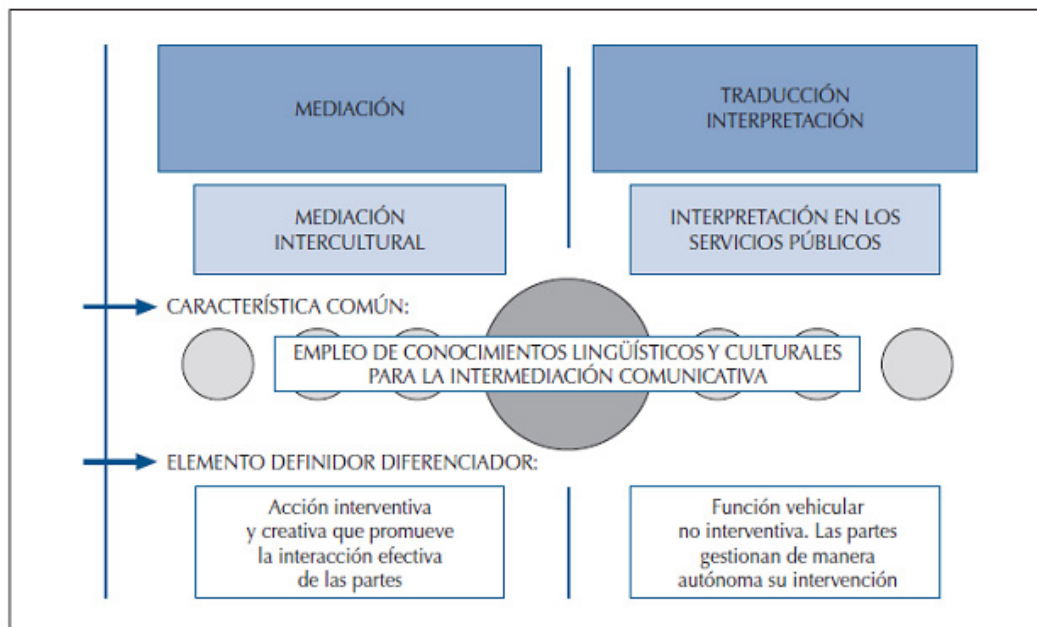 MEDIACIÓN
TRADUCCIÓN
INTERPRETACIÓN
MEDIACIÓN
INTERCULTURAL
INTERPRETACIÓN EN LOS
SERVICIOS PÚBLICOS
CARACTERÍSTICA COMÚN:
EMPLEO DE CONOCIMIENTOS LINGÜÍSTICOS Y CULTURALES
PARA LA INTERMEDIACIÓN COMUNICATIVA
ELEMENTO DEFINIDOR DIFERENCIADOR:
Acción interventiva
y creativa que promueve
la interacción efectiva
de las partes
Función vehicular
no interventiva. Las partes
gestionan de manera
autónoma su intervención